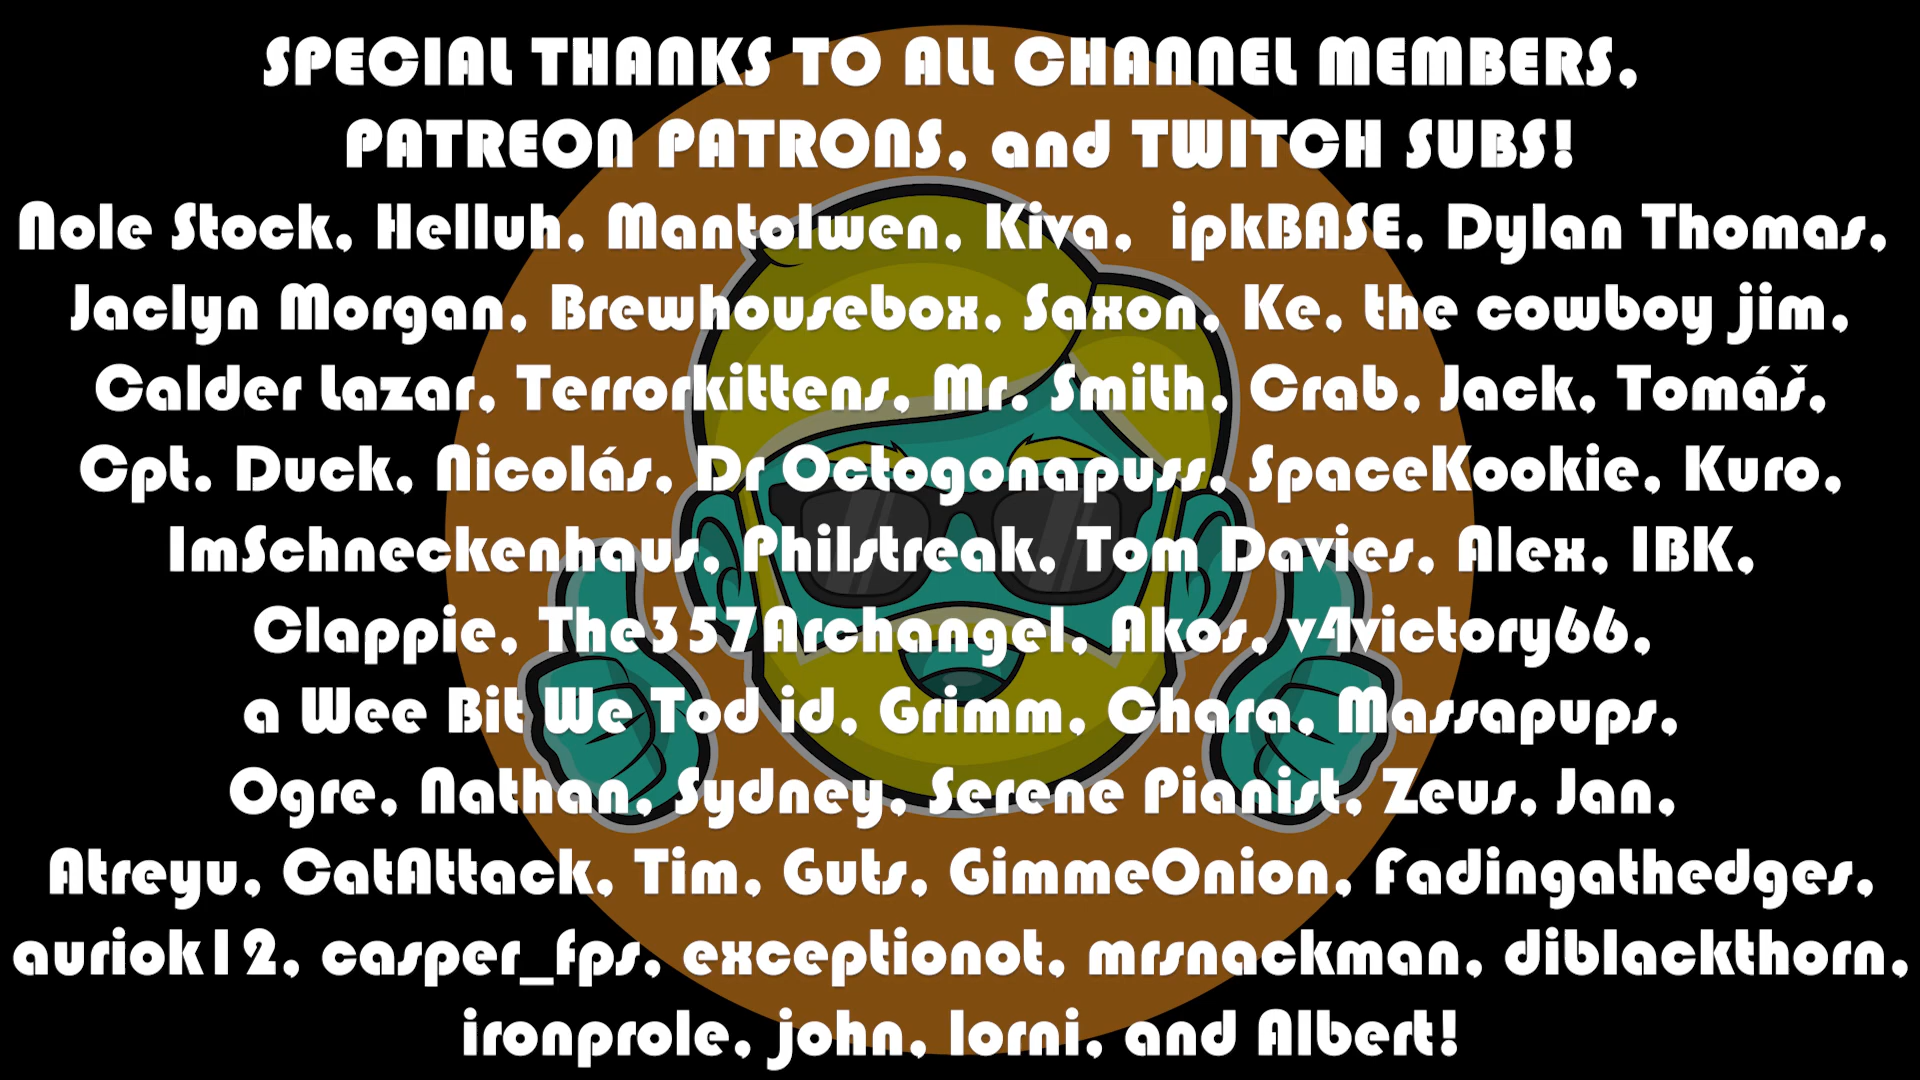 SPECIAL THANKS TO ALL CHANNEL MEMBERS,
PATREON PATRONS, and TWITCH SUBS!
Nole Stock, Helluh, Mantolwen, Kiva, ipkBASE, Dylan Thomas,
Jaclyn Morgan, Brewhousebox, Saxon, Ke, the cowboy jim,
Calder Lazar, Terrorkittens, Mr. Smith, Crab, Jack, Tomáš,
Cpt. Duck, Nicolás, Dr Octogonapuss, SpaceKookie, Kuro,
ImSchneckenhaus, Philstreak, Tom Davies, Alex, IBK,
Clappie, The357Archangel, Akos, v4victory66,
a Wee Bit We Tod id, Grimm, Chara, Massapups,
Ogre, Nathan, Sydney, Serene Pianist, Zeus, Jan,
Atreyu, CatAttack, Tim, Guts, GimmeOnion, Fadingathedges,
auriok12, casper_fps, exceptionot, mrsnackman, diblackthorn,
ironprole, john, lorni, and Albert!